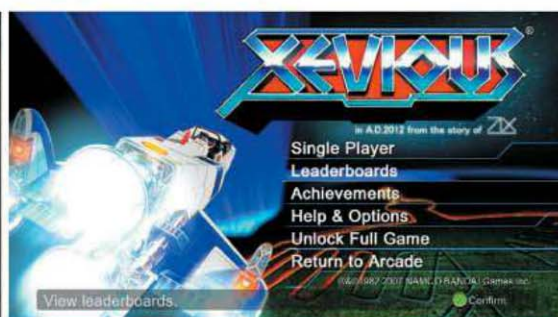 XEVIOUS®
in A.D.2012 from the story of ZIX
Single Player
Leaderboards
Achievements
Help & Options
Unlock Full Game
Return to Arcade
1982 2007 NAMCO BANDAI Games Inc.
View leaderboards.
Confirm